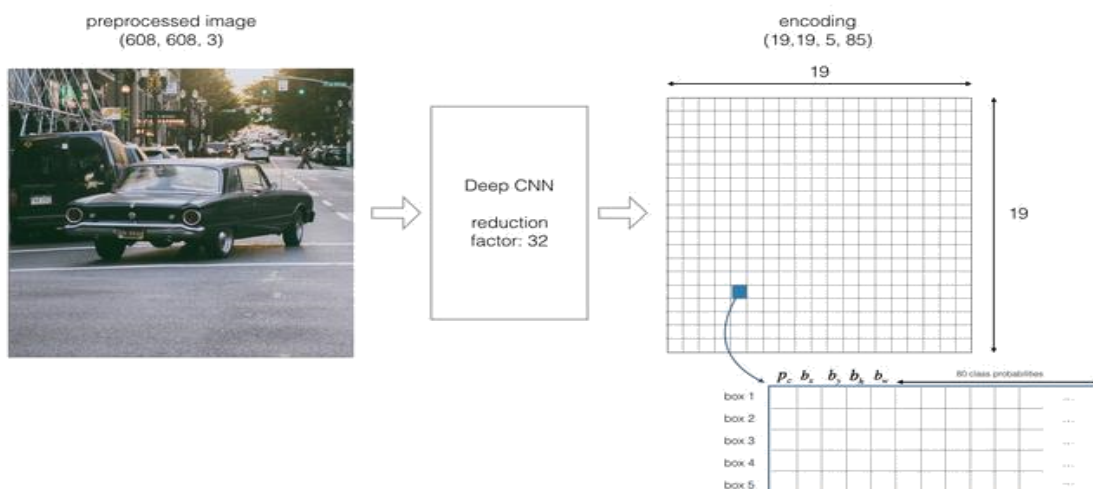 preprocessed image
(608, 608, 3)
Deep CNN
reduction
factor: 32
encoding
(19,19, 5, 85)
19
19
p_c b_x b_y b_h b_w 80 class probabilities
box 1 ...
box 2 ...
box 3 ...
box 4 ...
box 5 ...